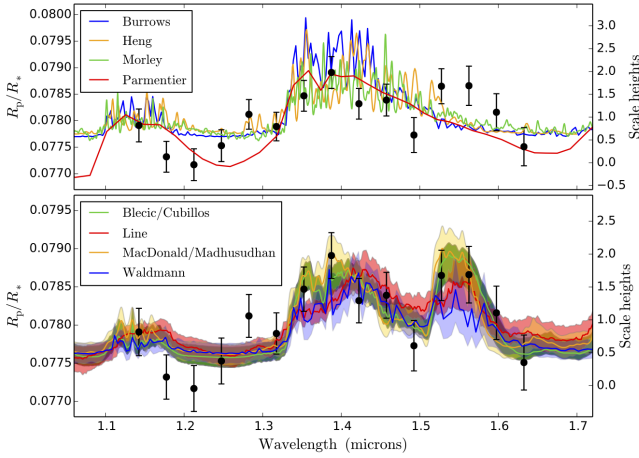 0.0800
0.0795
0.0790
0.0785
0.0780
0.0775
0.0770
Rp/R*
Burrows
Heng
Morley
Parmentier
3.0
2.5
2.0
1.5
1.0
0.5
0.0
−0.5
Scale heights
0.0795
0.0790
0.0785
0.0780
0.0775
0.0770
Rp/R*
Blecic/Cubillos
Line
MacDonald/Madhusudhan
Waldmann
2.5
2.0
1.5
1.0
0.5
0.0
Scale heights
1.1 1.2 1.3 1.4 1.5 1.6 1.7
Wavelength (microns)